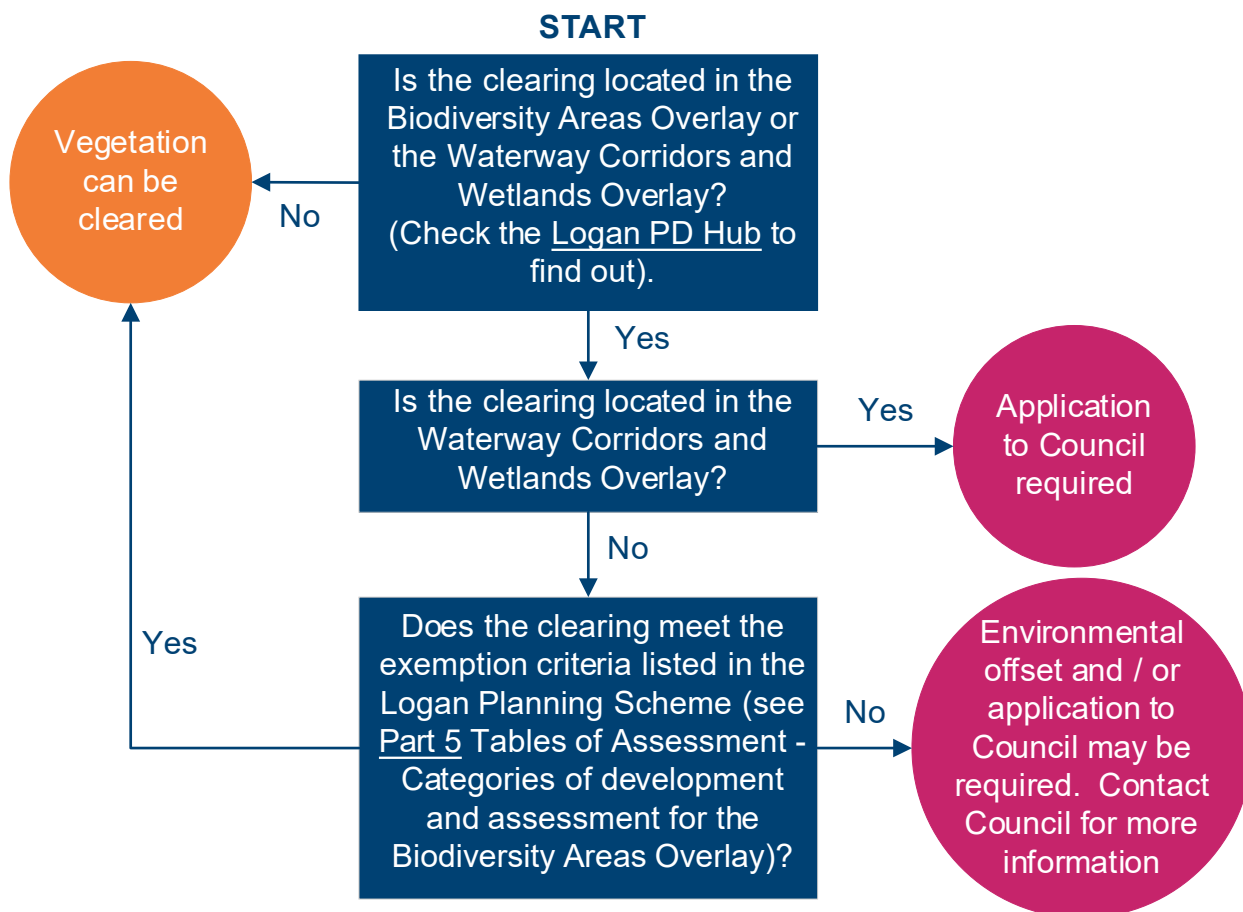 START
Is the clearing located in the
Biodiversity Areas Overlay or
the Waterway Corridors and
Wetlands Overlay?
(Check the Logan PD Hub to
find out).
No
Vegetation
can be
cleared
Yes
Is the clearing located in the
Waterway Corridors and
Wetlands Overlay?
Yes
Application
to Council
required
No
Does the clearing meet the
exemption criteria listed in the
Logan Planning Scheme (see
Part 5 Tables of Assessment -
Categories of development
and assessment for the
Biodiversity Areas Overlay)?
Yes
No
Environmental
offset and / or
application to
Council may be
required. Contact
Council for more
information